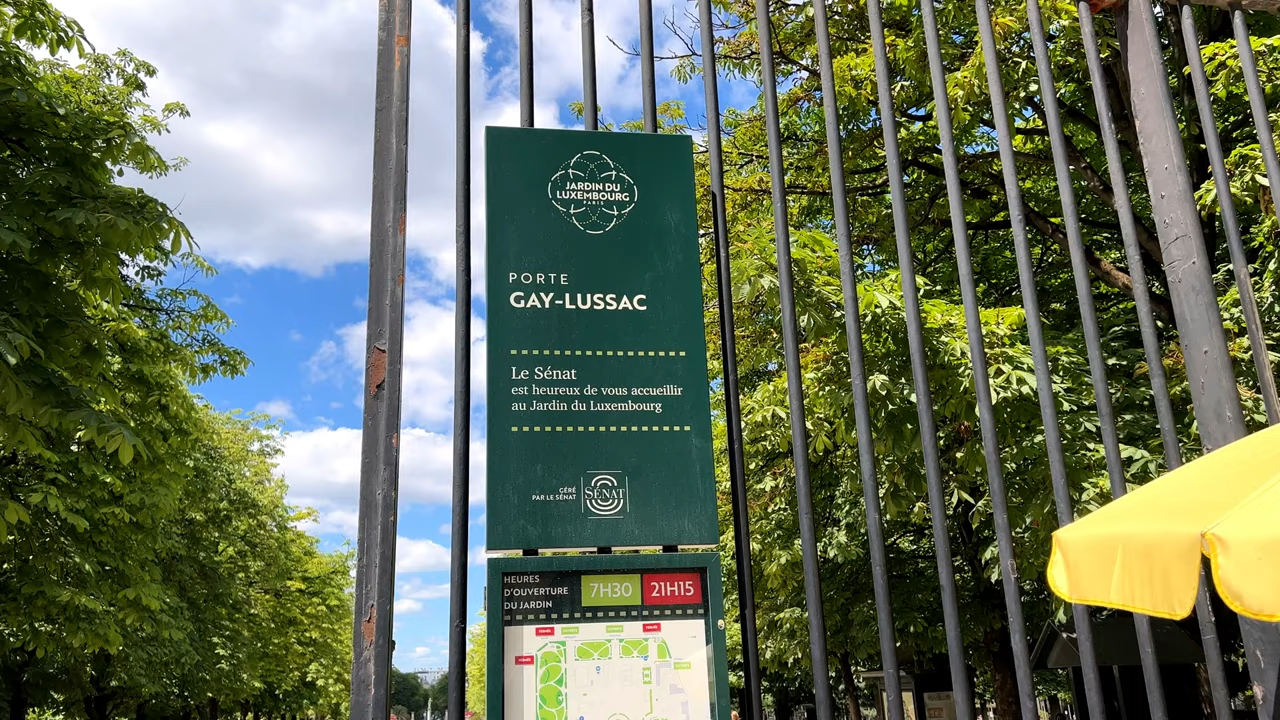 JARDIN DU
LUXEMBOURG
PARIS
PORTE
GAY-LUSSAC
Le Sénat
est heureux de vous accueillir
au Jardin du Luxembourg
GÉRÉ
PAR LE SÉNAT
SÉNAT
HEURES
D'OUVERTURE
DU JARDIN
7H30
21H15